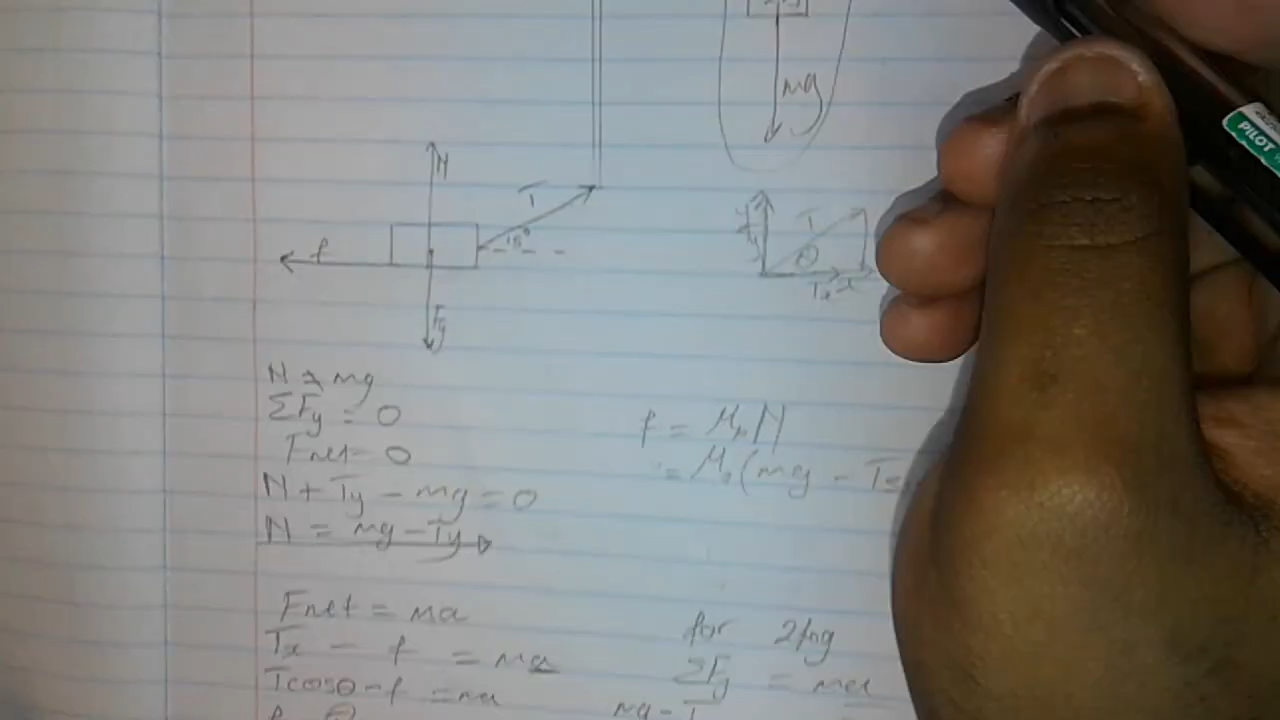 mg
N
T
15°
f
Fg
T
θ
Tx
N ≠ mg
ΣFy = 0
Fnet = 0
N + Ty - mg = 0
N = mg - Ty
f = μk N
= μk (mg -
Fnet = ma
Tx - f = ma
Tcosθ - f = ma
for 2kg
ΣFy = ma
mg - T
PILOT